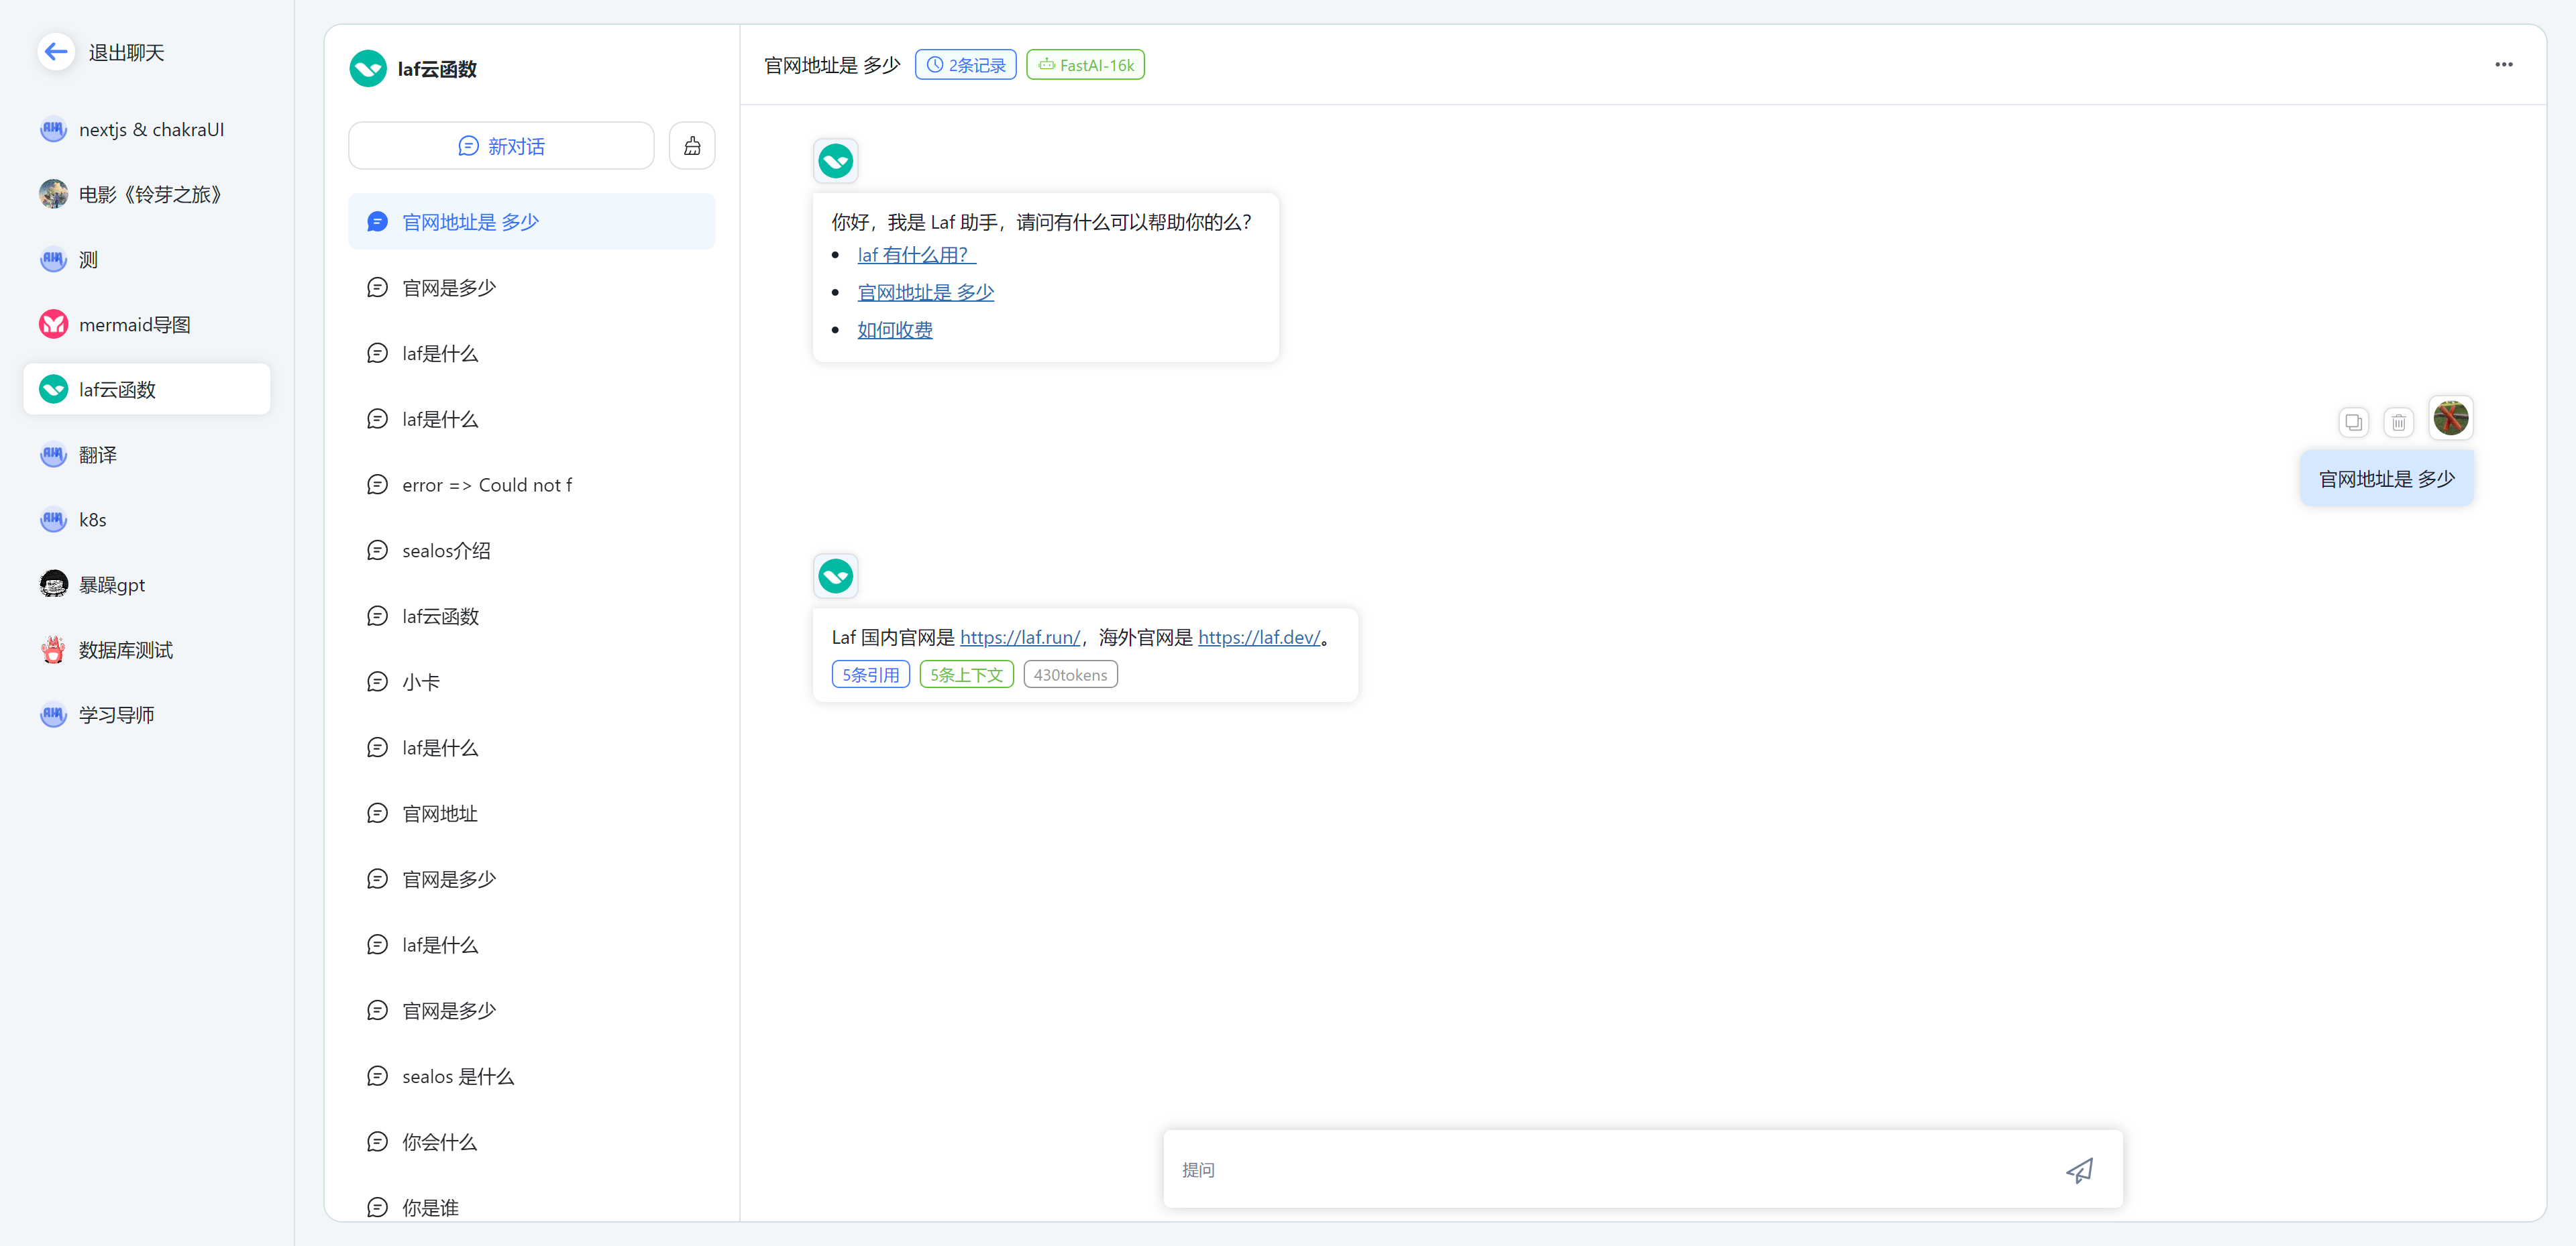 退出聊天
nextjs & chakraUI
电影《铃芽之旅》
测
mermaid导图
laf云函数
翻译
k8s
暴躁gpt
数据库测试
学习导师
laf云函数
新对话
官网地址是 多少
官网是多少
laf是什么
laf是什么
error => Could not f
sealos介绍
laf云函数
小卡
laf是什么
官网地址
官网是多少
laf是什么
官网是多少
sealos 是什么
你会什么
你是谁
官网地址是 多少 2条记录 FastAI-16k
你好，我是 Laf 助手，请问有什么可以帮助你的么？
laf 有什么用？
官网地址是 多少
如何收费
官网地址是 多少
Laf 国内官网是 https://laf.run/，海外官网是 https://laf.dev/。
5条引用 5条上下文 430tokens
提问